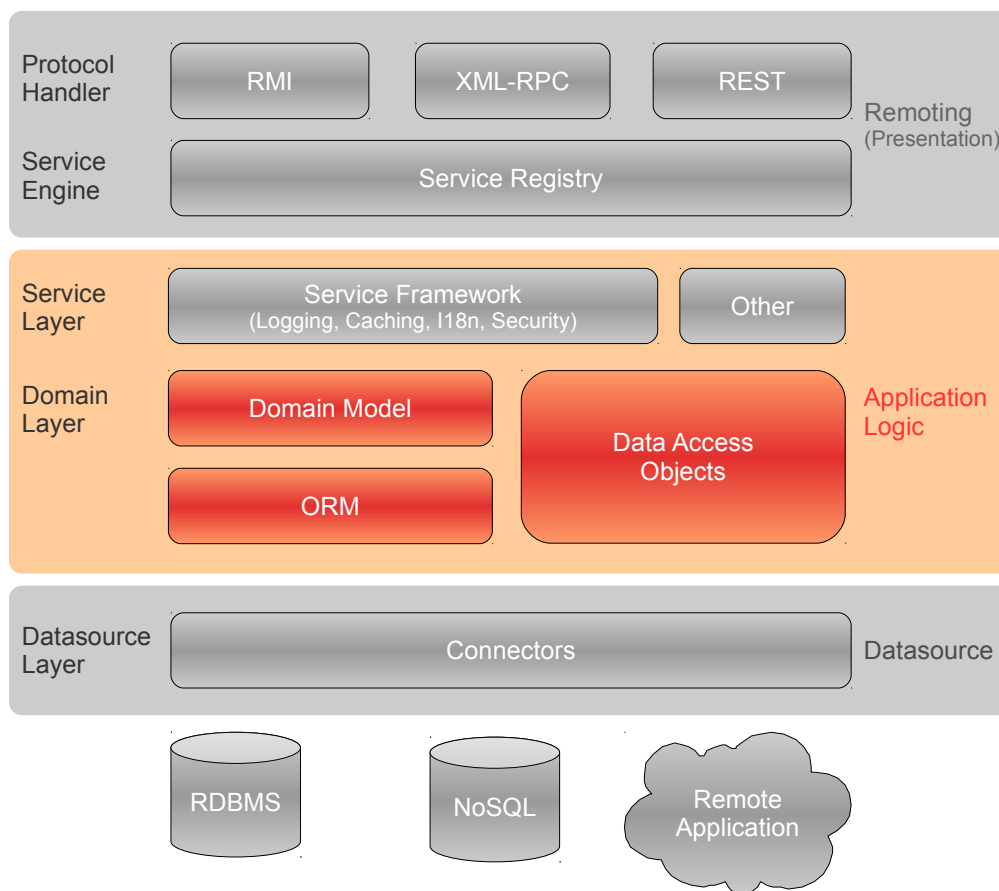 Protocol
Handler
RMI
XML-RPC
REST
Remoting
(Presentation)
Service
Engine
Service Registry
Service
Layer
Service Framework
(Logging, Caching, I18n, Security)
Other
Domain
Layer
Domain Model
Data Access
Objects
Application
Logic
ORM
Datasource
Layer
Connectors
Datasource
RDBMS
NoSQL
Remote
Application